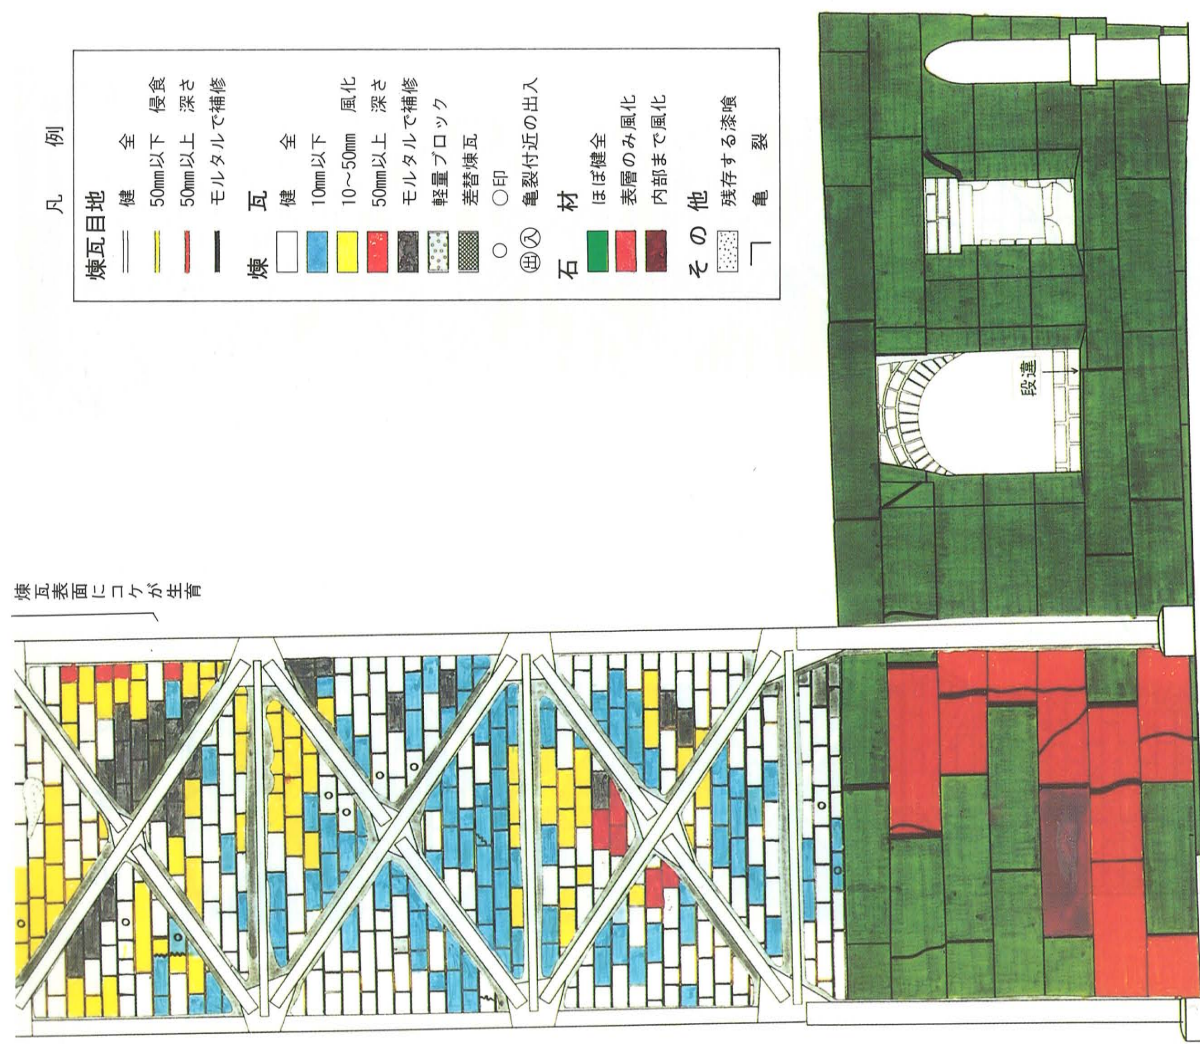 凡 例
煉瓦目地
健 全
50mm以下 侵食
50mm以上 深さ
モルタルで補修
煉 瓦
健 全
10mm以下
10～50mm 風化
50mm以上 深さ
モルタルで補修
軽量ブロック
差替煉瓦
○ ○印
出 入 亀裂付近の出入
石 材
ほぼ健全
表層のみ風化
内部まで風化
そ の 他
残存する漆喰
亀 裂
煉瓦表面にコケが生育
段違